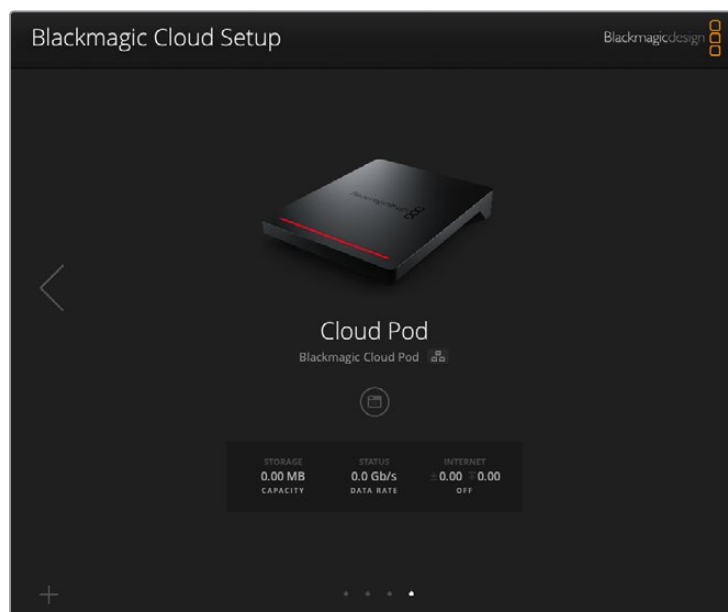 Blackmagic Cloud Setup
Blackmagicdesign
Blackmagicdesign
Cloud Pod
Blackmagic Cloud Pod
STORAGE STATUS INTERNET
0.00 MB 0.0 Gb/s 0.00 0.00
CAPACITY DATA RATE OFF